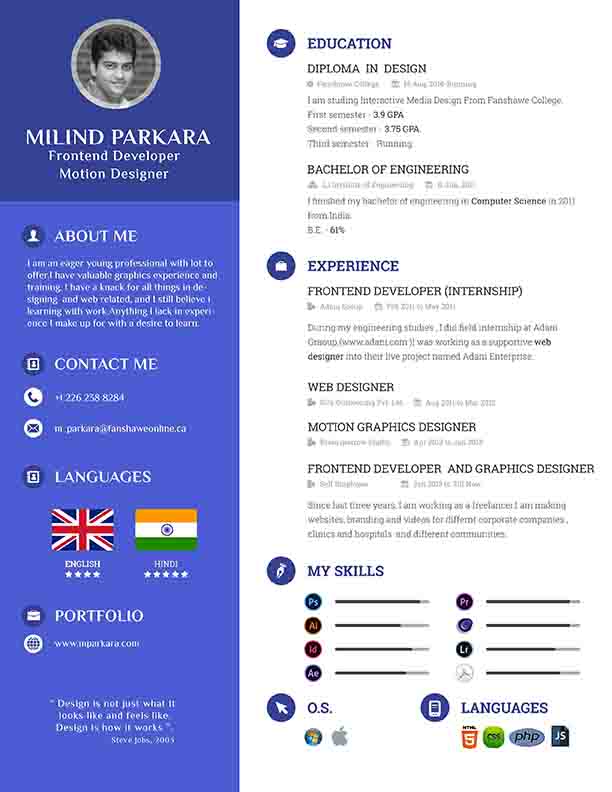 MILIND PARKARA
Frontend Developer
Motion Designer
ABOUT ME
I am an eager young professional with lot to
offer.I have valuable graphics experience and
training. I have a knack for all things in de-
signing and web related, and I still believe i
learning with work.Anything I lack in experi-
ence I make up for with a desire to learn.
CONTACT ME
+1 226 238 8284
m_parkara@fanshaweonline.ca
LANGUAGES
ENGLISH
HINDI
PORTFOLIO
www.mparkara.com
" Design is not just what it
looks like and feels like.
Design is how it works ".
Steve Jobs, 2003
EDUCATION
DIPLOMA IN DESIGN
Fanshawe College
Aug 2016-Running
I am studing Interactive Media Design From Fanshawe College.
First semester - 3.9 GPA
Second semester - 3.75 GPA.
Third semester Running
BACHELOR OF ENGINEERING
Institute of Engineering
I finished my bachelor of engineering in Computer Science in 2011
from India.
B.E. - 61%
EXPERIENCE
FRONTEND DEVELOPER (INTERNSHIP)
Adani Group
Feb 2011 to May 2011
During my engineering studies , I did field internship at Adani
Graoup,(www.adani.com )I was working as a supportive web
designer into their live project named Adani Enterprise.
WEB DESIGNER
Outsourcing Pvt. Ltd.
Aug 2011 to Mar 2012
MOTION GRAPHICS DESIGNER
Apr 2012 to Jan 2013
FRONTEND DEVELOPER AND GRAPHICS DESIGNER
Self Employee
Jan 2013 to Till Now
Since last three years, I am working as a freelancer.I am making
websites, branding and videos for differnt corporate companies ,
clinics and hospitals and different communities.
MY SKILLS
Ps
Pr
Ai
Id
Lr
Ae
O.S.
LANGUAGES
HTML
5
CSS
php
JS